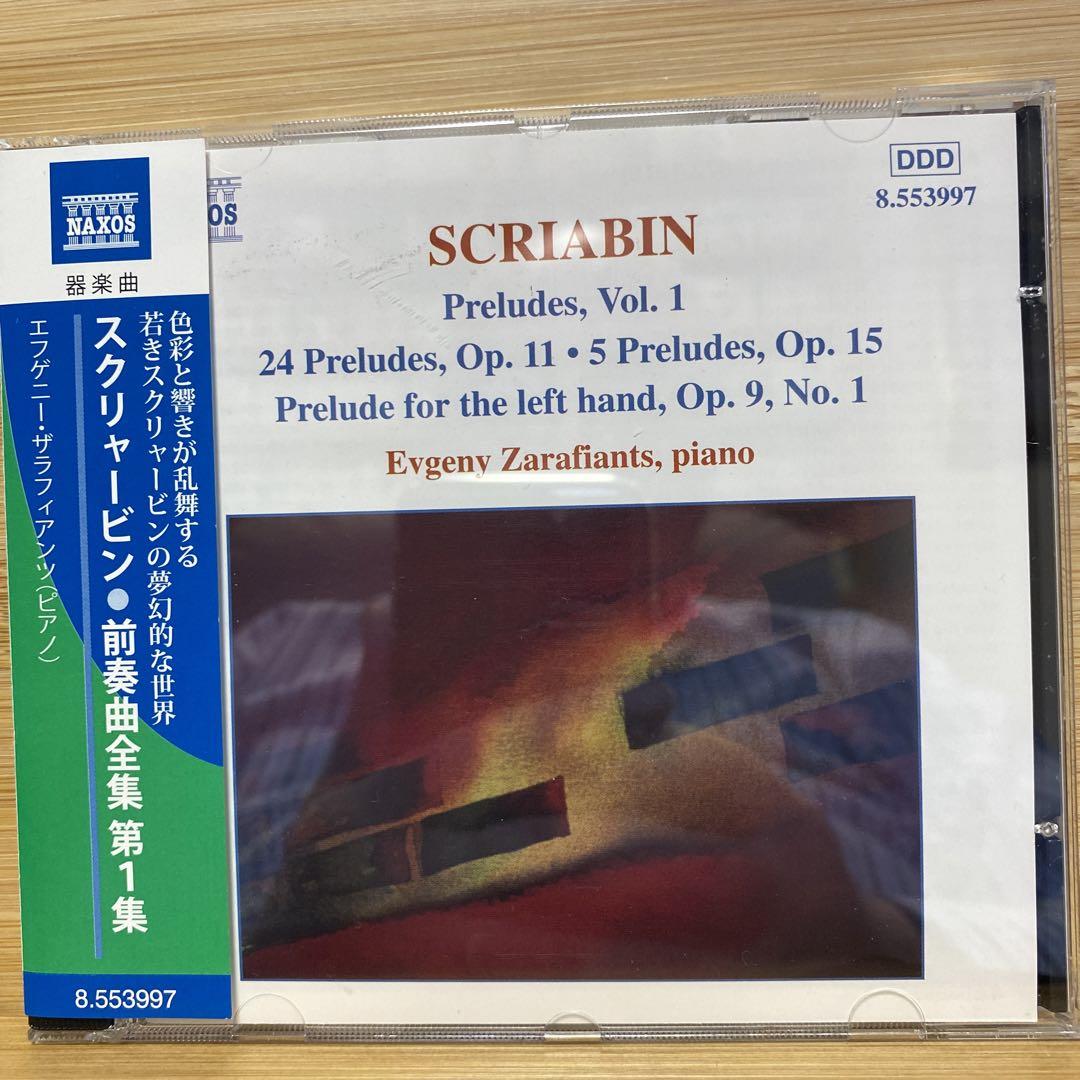 NAXOS
器楽曲
色彩と響きが乱舞する
若きスクリャービンの夢幻的な世界
スクリャービン●前奏曲全集 第1集
エフゲニー・ザラフィアンツ(ピアノ)
8.553997
OS
DDD
8.553997
SCRIABIN
Preludes, Vol. 1
24 Preludes, Op. 11 • 5 Preludes, Op. 15
Prelude for the left hand, Op. 9, No. 1
Evgeny Zarafiants, piano